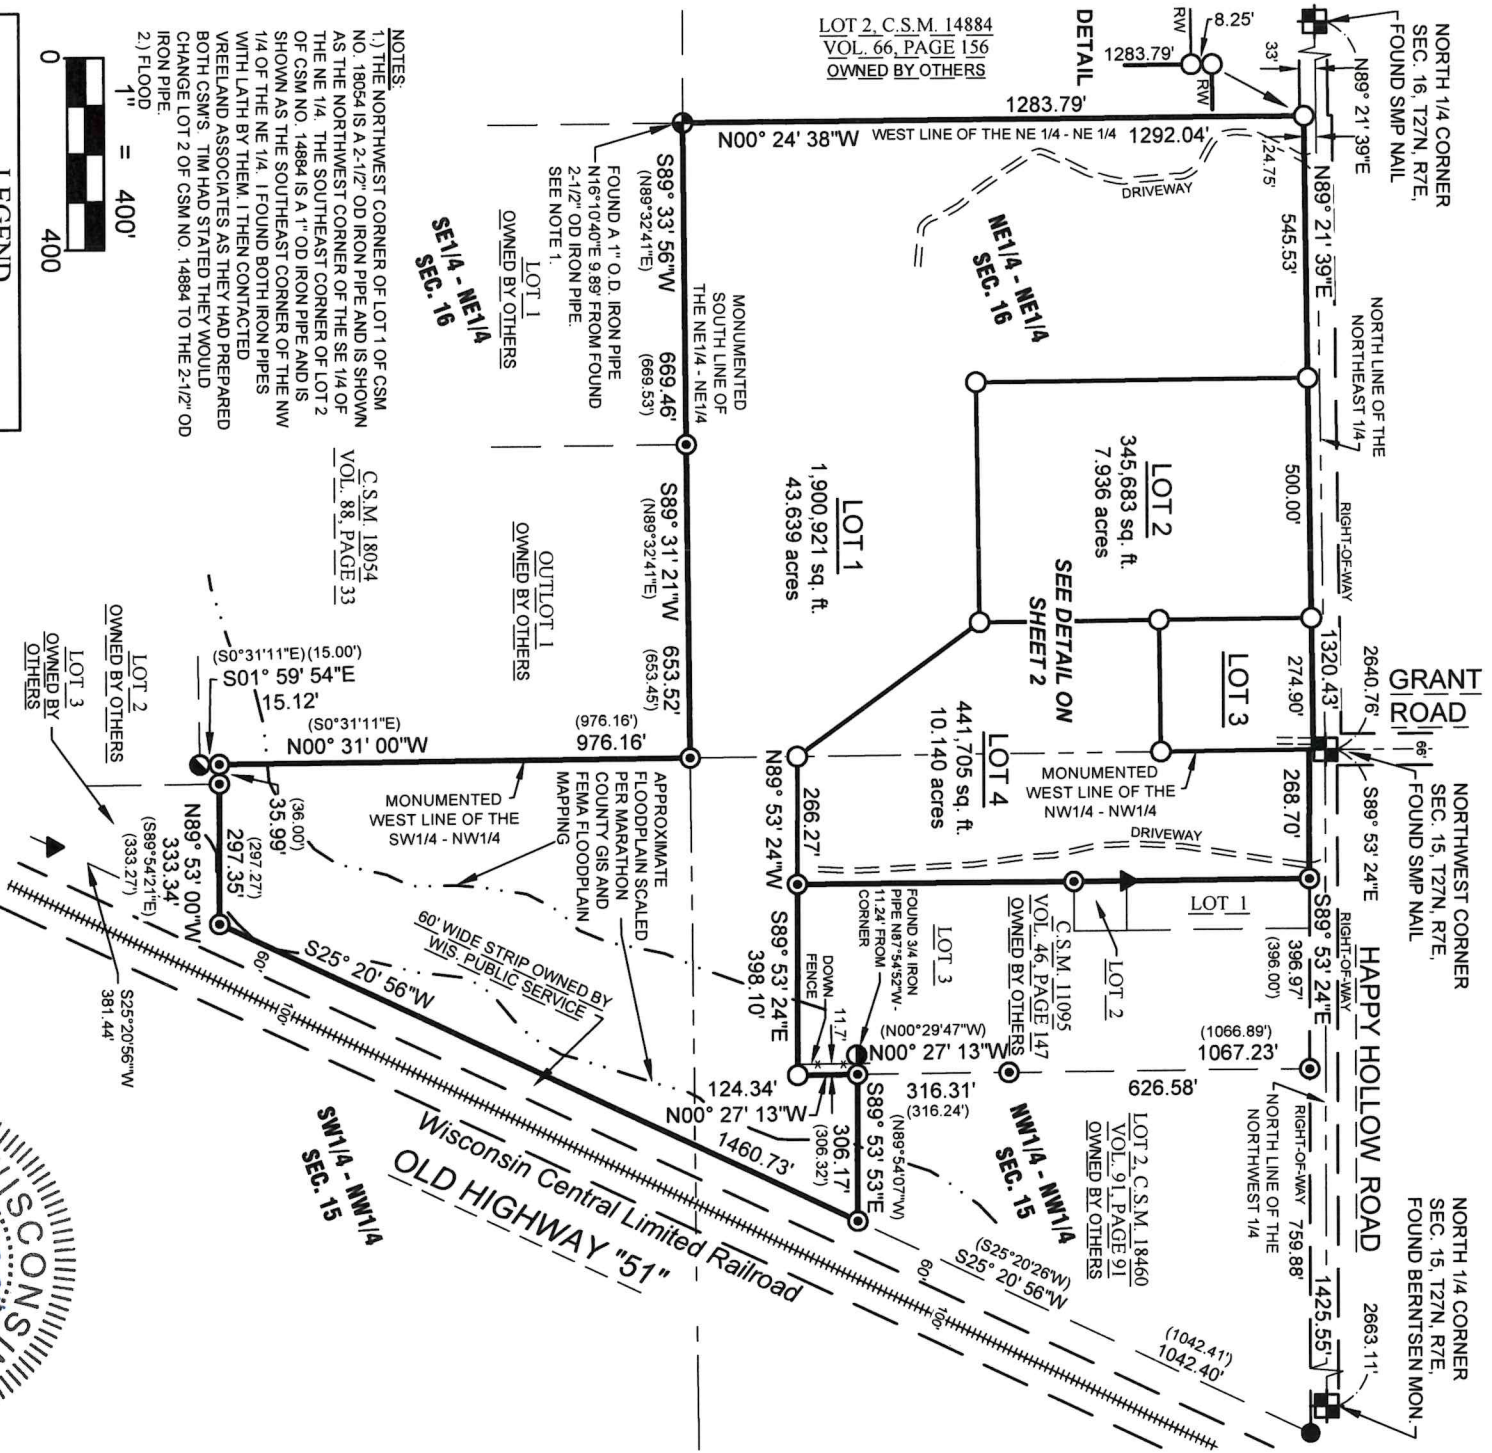 NORTH 1/4 CORNER
SEC. 16, T27N, R7E,
FOUND SMP NAIL
N89° 21' 39"E
33'
8.25'
RW
RW
1283.79'
DETAIL
LOT 2, C.S.M. 14884
VOL. 66, PAGE 156
OWNED BY OTHERS
1283.79'
N00° 24' 38"W
WEST LINE OF THE NE 1/4 - NE 1/4
1292.04'
24.75'
DRIVEWAY
N89° 21' 39"E
545.53'
NORTH LINE OF THE
NORTHEAST 1/4
500.00'
RIGHT-OF-WAY
1320.43'
274.90'
2640.76'
GRANT
ROAD
66'
NORTHWEST CORNER
SEC. 15, T27N, R7E,
FOUND SMP NAIL
S89° 53' 24"E
268.70'
S89° 53' 24"E
RIGHT-OF-WAY
396.97'
(396.00')
HAPPY HOLLOW ROAD
NORTH LINE OF THE
NORTHWEST 1/4
RIGHT-OF-WAY
759.88'
1425.55'
2663.11'
NORTH 1/4 CORNER
SEC. 15, T27N, R7E,
FOUND BERNTSEN MON.
NE1/4 - NE1/4
SEC. 16
LOT 2
345,683 sq. ft.
7.936 acres
LOT 3
SEE DETAIL ON
SHEET 2
LOT 1
1,900,921 sq. ft.
43.639 acres
LOT 4
441,705 sq. ft.
10.140 acres
MONUMENTED
WEST LINE OF THE
NW1/4 - NW1/4
DRIVEWAY
LOT 1
LOT 2
C.S.M. 11095
VOL. 46, PAGE 147
OWNED BY OTHERS
LOT 3
FOUND 3/4 IRON
PIPE N87°54'52"W -
11.24' FROM
CORNER
DOWN
FENCE
11.7'
(1066.89')
1067.23'
(N00°29'47"W)
N00° 27' 13"W
316.31'
(316.24')
626.58'
LOT 2, C.S.M. 18460
VOL. 91, PAGE 91
OWNED BY OTHERS
NW1/4 - NW1/4
SEC. 15
(N89°54'07"W)
S89° 53' 53"E
306.17'
(306.32')
124.34'
N00° 27' 13"W
266.27'
N89° 53' 24"W
S89° 53' 24"E
398.10'
(S25°20'26"W)
S25° 20' 56"W
(1042.41')
1042.40'
60'
100'
1460.73'
Wisconsin Central Limited Railroad
OLD HIGHWAY "51"
SW1/4 - NW1/4
SEC. 15
60' WIDE STRIP OWNED BY
WIS. PUBLIC SERVICE
APPROXIMATE
FLOODPLAIN SCALED
PER MARATHON
COUNTY GIS AND
FEMA FLOODPLAIN
MAPPING
S25° 20' 56"W
60'
100'
S25°20'56"W
381.44'
S89° 33' 56"W
(N89°32'41"E)
669.46'
(669.53')
MONUMENTED
SOUTH LINE OF
THE NE1/4 - NE1/4
S89° 31' 21"W
(N89°32'41"E)
653.52'
(653.45')
FOUND A 1" O.D. IRON PIPE
N16°10'40"E 9.89' FROM FOUND
2-1/2" OD IRON PIPE.
SEE NOTE 1.
LOT 1
OWNED BY OTHERS
SE1/4 - NE1/4
SEC. 16
OUTLOT 1
OWNED BY OTHERS
C.S.M. 18054
VOL. 88, PAGE 33
(976.16')
976.16'
(S0°31'11"E)
N00° 31' 00"W
MONUMENTED
WEST LINE OF THE
SW1/4 - NW1/4
(S0°31'11"E)(15.00')
S01° 59' 54"E
15.12'
(36.00')
35.99'
(297.27')
297.35'
N89° 53' 00"W
333.34'
(S89°54'21"E)
(333.27')
LOT 2
OWNED BY OTHERS
LOT 3
OWNED BY
OTHERS
NOTES:
1.) THE NORTHWEST CORNER OF LOT 1 OF CSM
NO. 18054 IS A 2-1/2" OD IRON PIPE AND IS SHOWN
AS THE NORTHWEST CORNER OF THE SE 1/4 OF
THE NE 1/4. THE SOUTHEAST CORNER OF LOT 2
OF CSM NO. 14884 IS A 1" OD IRON PIPE AND IS
SHOWN AS THE SOUTHEAST CORNER OF THE NW
1/4 OF THE NE 1/4. I FOUND BOTH IRON PIPES
WITH LATH BY THEM. I THEN CONTACTED
VREELAND ASSOCIATES AS THEY HAD PREPARED
BOTH CSM'S. TIM HAD STATED THEY WOULD
CHANGE LOT 2 OF CSM NO. 14884 TO THE 2-1/2" OD
IRON PIPE.
2.) FLOOD
1" = 400'
0
400
LEGEND
WISCONSIN